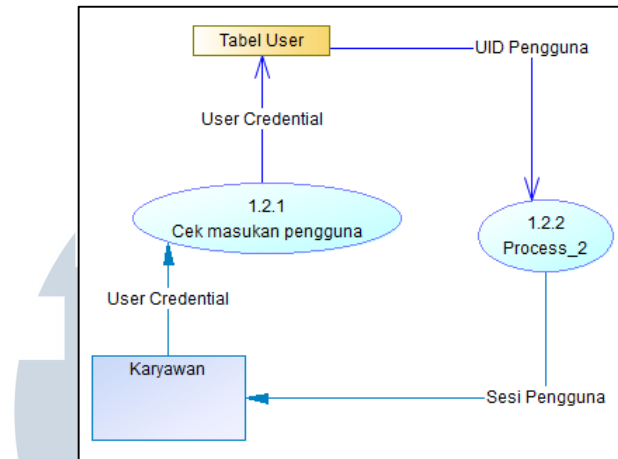 Tabel User
UID Pengguna
User Credential
1.2.1
Cek masukan pengguna
1.2.2
Process_2
User Credential
Karyawan
Sesi Pengguna